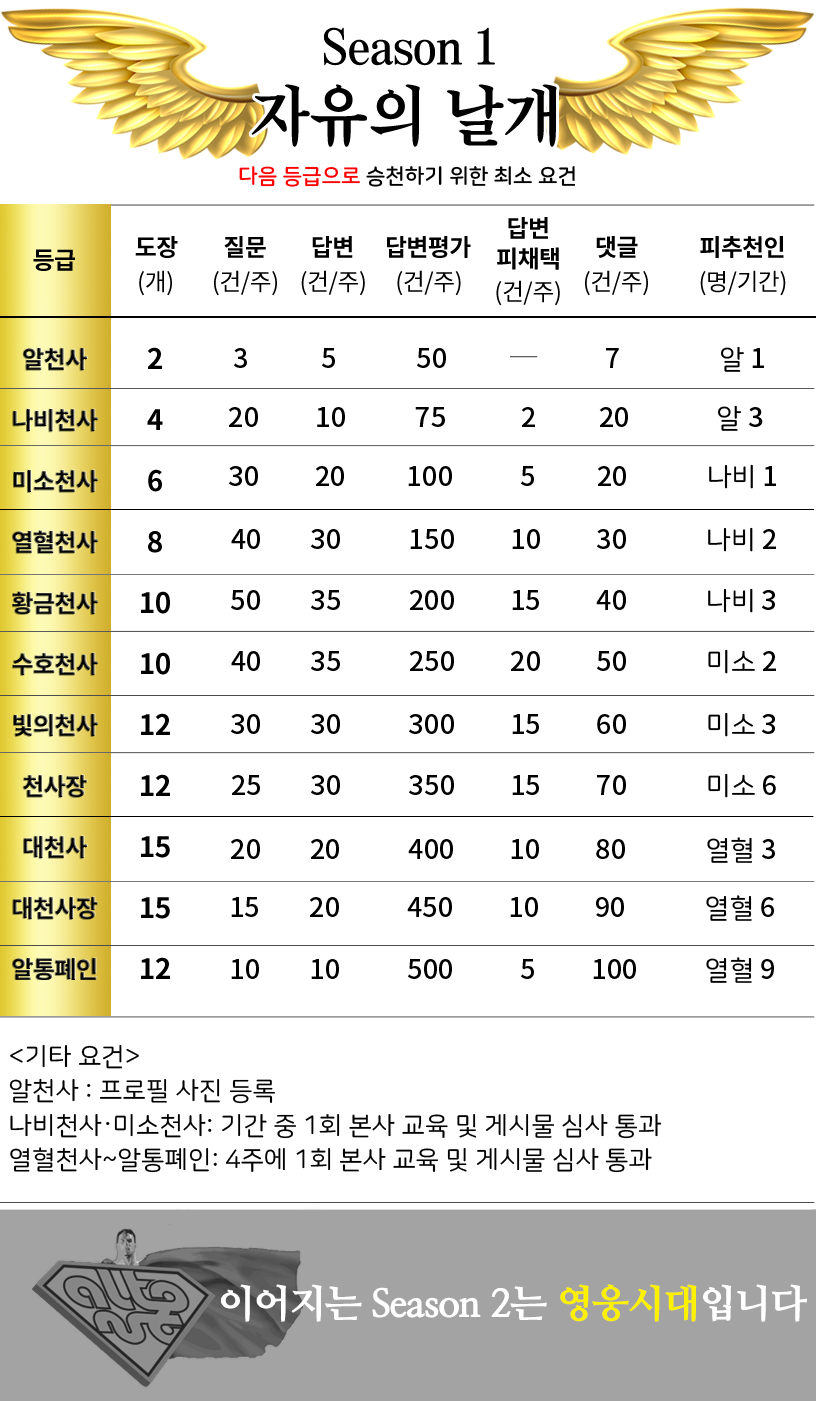 Season 1
자유의 날개
다음 등급으로 승천하기 위한 최소 요건
등급 도장 (개) 질문 (건/주) 답변 (건/주) 답변평가 (건/주) 답변 피채택 (건/주) 댓글 (건/주) 피추천인 (명/기간)
알천사 2 3 5 50 — 7 알 1
나비천사 4 20 10 75 2 20 알 3
미소천사 6 30 20 100 5 20 나비 1
열혈천사 8 40 30 150 10 30 나비 2
황금천사 10 50 35 200 15 40 나비 3
수호천사 10 40 35 250 20 50 미소 2
빛의천사 12 30 30 300 15 60 미소 3
천사장 12 25 30 350 15 70 미소 6
대천사 15 20 20 400 10 80 열혈 3
대천사장 15 15 20 450 10 90 열혈 6
알통폐인 12 10 10 500 5 100 열혈 9
<기타 요건>
알천사 : 프로필 사진 등록
나비천사·미소천사: 기간 중 1회 본사 교육 및 게시물 심사 통과
열혈천사~알통폐인: 4주에 1회 본사 교육 및 게시물 심사 통과
이어지는 Season 2는 영웅시대입니다